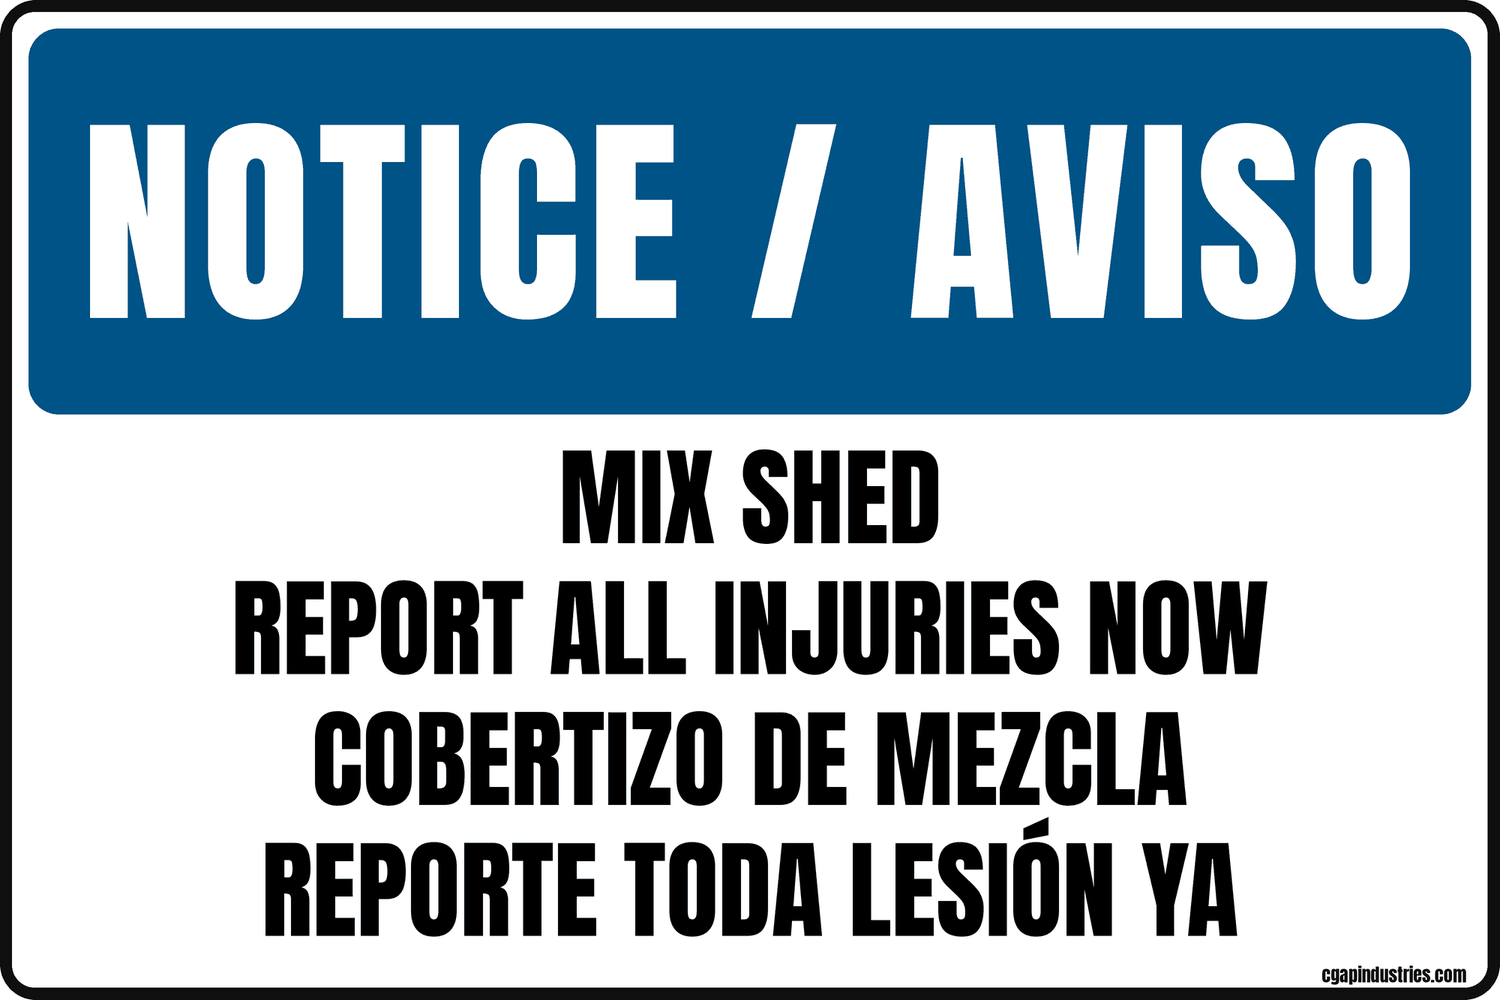 NOTICE / AVISO
MIX SHED
REPORT ALL INJURIES NOW
COBERTIZO DE MEZCLA
REPORTE TODA LESIÓN YA
cgapindustries.com